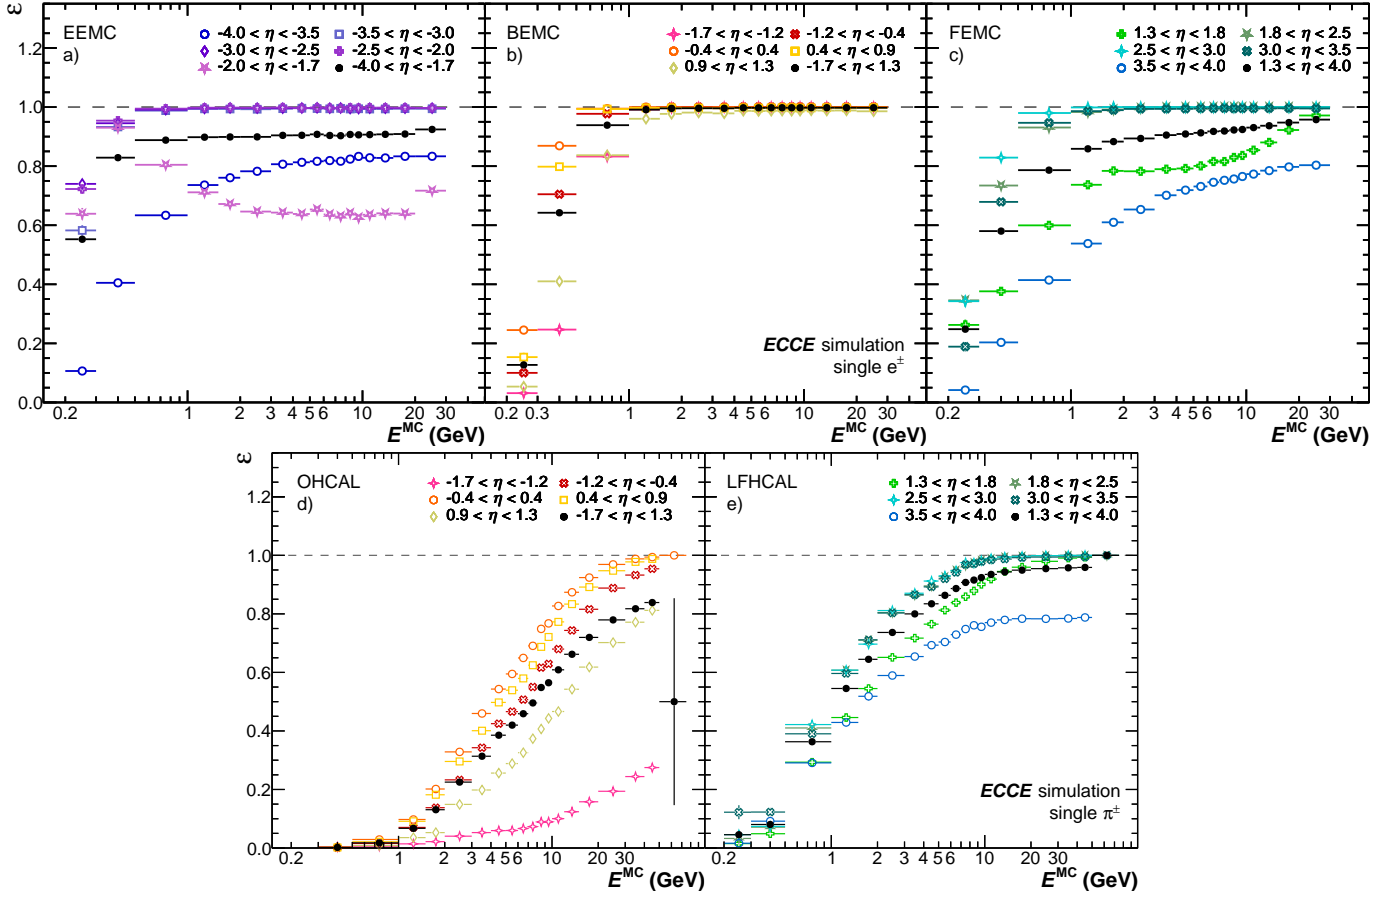 ε
EEMC
a)
-4.0 < η < -3.5
-3.5 < η < -3.0
-3.0 < η < -2.5
-2.5 < η < -2.0
-2.0 < η < -1.7
-4.0 < η < -1.7
1.2
1.0
0.8
0.6
0.4
0.2
0.0
0.2 1 2 3 4 5 6 10 20 30
E^MC (GeV)
BEMC
b)
-1.7 < η < -1.2
-1.2 < η < -0.4
-0.4 < η < 0.4
0.4 < η < 0.9
0.9 < η < 1.3
-1.7 < η < 1.3
ECCE simulation
single e±
0.2 0.3 1 2 3 4 5 6 10 20
E^MC (GeV)
FEMC
c)
1.3 < η < 1.8
1.8 < η < 2.5
2.5 < η < 3.0
3.0 < η < 3.5
3.5 < η < 4.0
1.3 < η < 4.0
0.2 1 2 3 4 5 6 10 20 30
E^MC (GeV)
ε
OHCAL
d)
-1.7 < η < -1.2
-1.2 < η < -0.4
-0.4 < η < 0.4
0.4 < η < 0.9
0.9 < η < 1.3
-1.7 < η < 1.3
1.2
1.0
0.8
0.6
0.4
0.2
0.0
0.2 1 2 3 4 5 6 10 20 30
E^MC (GeV)
LFHCAL
e)
1.3 < η < 1.8
1.8 < η < 2.5
2.5 < η < 3.0
3.0 < η < 3.5
3.5 < η < 4.0
1.3 < η < 4.0
ECCE simulation
single π±
0.2 1 2 3 4 5 6 10 20 30
E^MC (GeV)